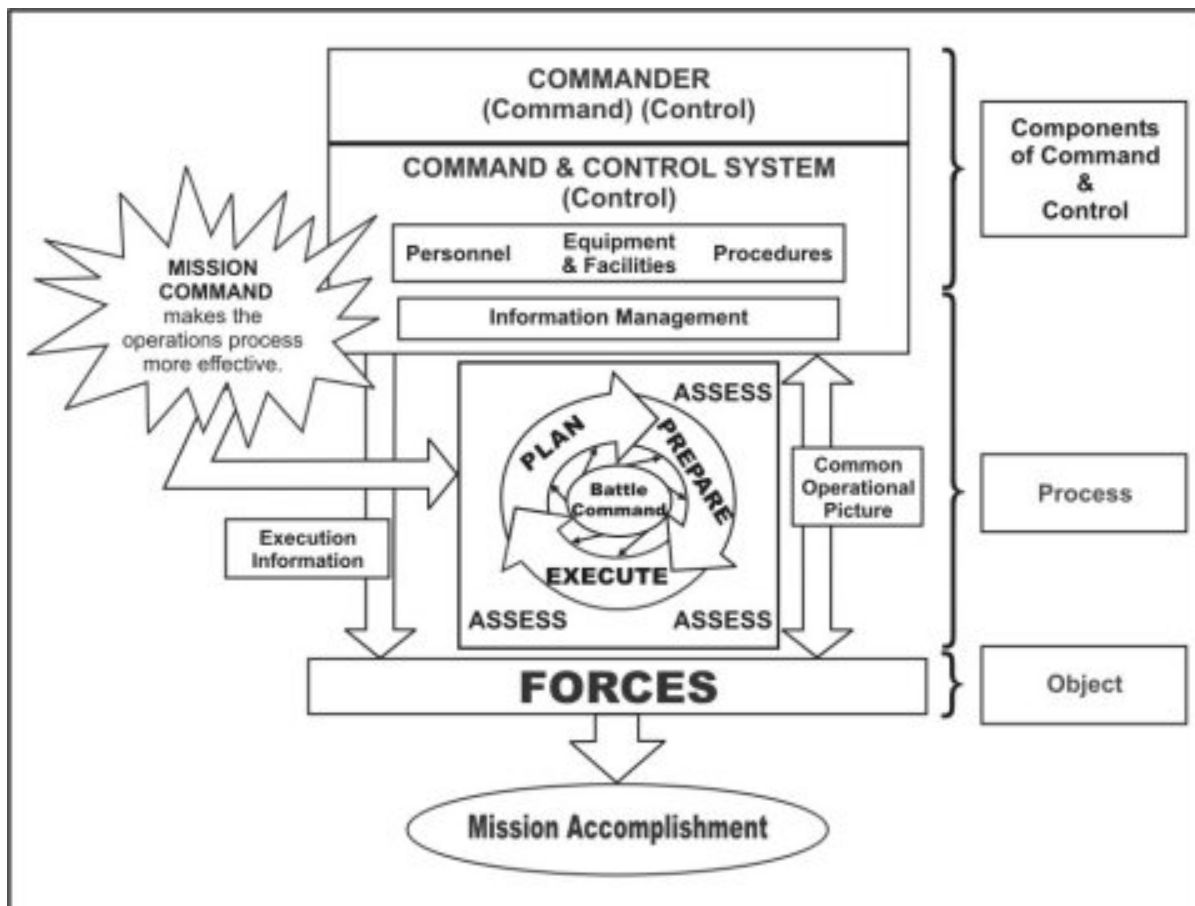 COMMANDER
(Command) (Control)
COMMAND & CONTROL SYSTEM
(Control)
Personnel
Equipment
& Facilities
Procedures
Information Management
Components
of Command
&
Control
MISSION
COMMAND
makes the
operations process
more effective.
ASSESS
PLAN
PREPARE
Battle
Command
EXECUTE
ASSESS
ASSESS
Execution
Information
Common
Operational
Picture
Process
FORCES
Object
Mission Accomplishment